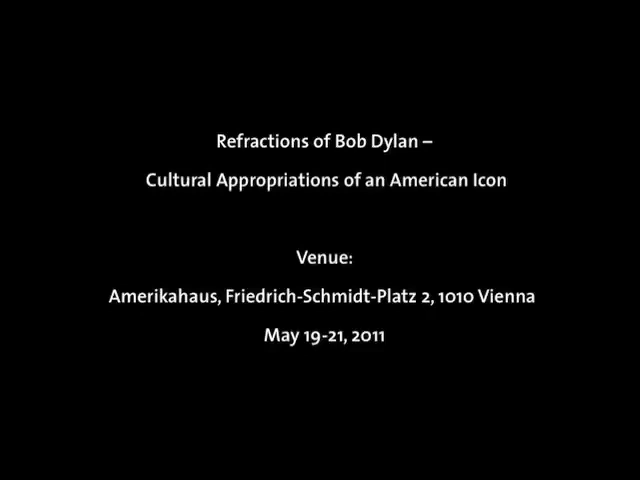 Refractions of Bob Dylan –
Cultural Appropriations of an American Icon
Venue:
Amerikahaus, Friedrich-Schmidt-Platz 2, 1010 Vienna
May 19-21, 2011